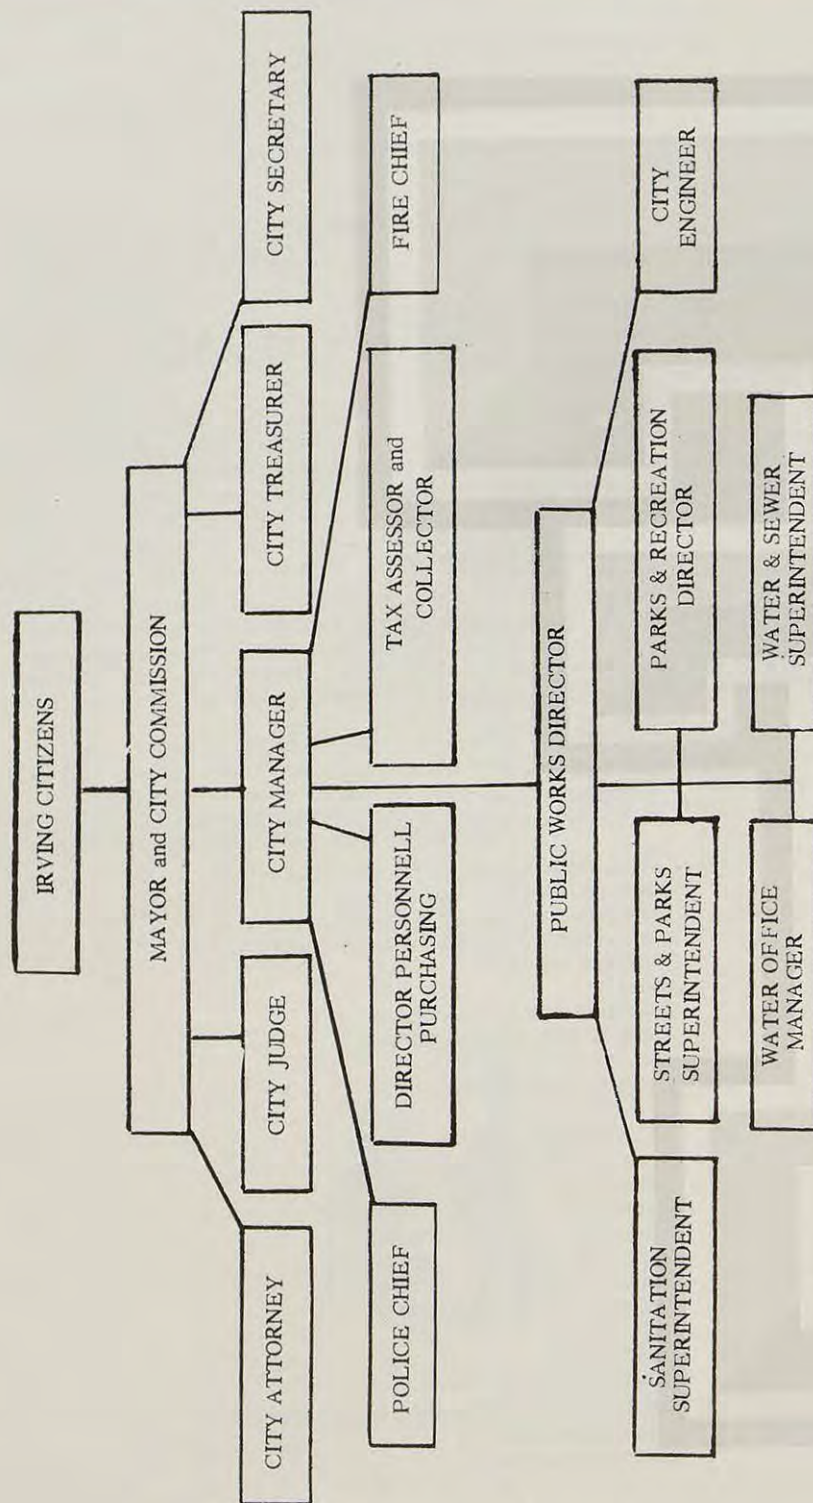 IRVING CITIZENS
MAYOR and CITY COMMISSION
CITY ATTORNEY
CITY JUDGE
CITY MANAGER
CITY TREASURER
CITY SECRETARY
POLICE CHIEF
DIRECTOR PERSONNELL
PURCHASING
TAX ASSESSOR and
COLLECTOR
FIRE CHIEF
PUBLIC WORKS DIRECTOR
SANITATION
SUPERINTENDENT
STREETS & PARKS
SUPERINTENDENT
PARKS & RECREATION
DIRECTOR
CITY
ENGINEER
WATER OFFICE
MANAGER
WATER & SEWER
SUPERINTENDENT